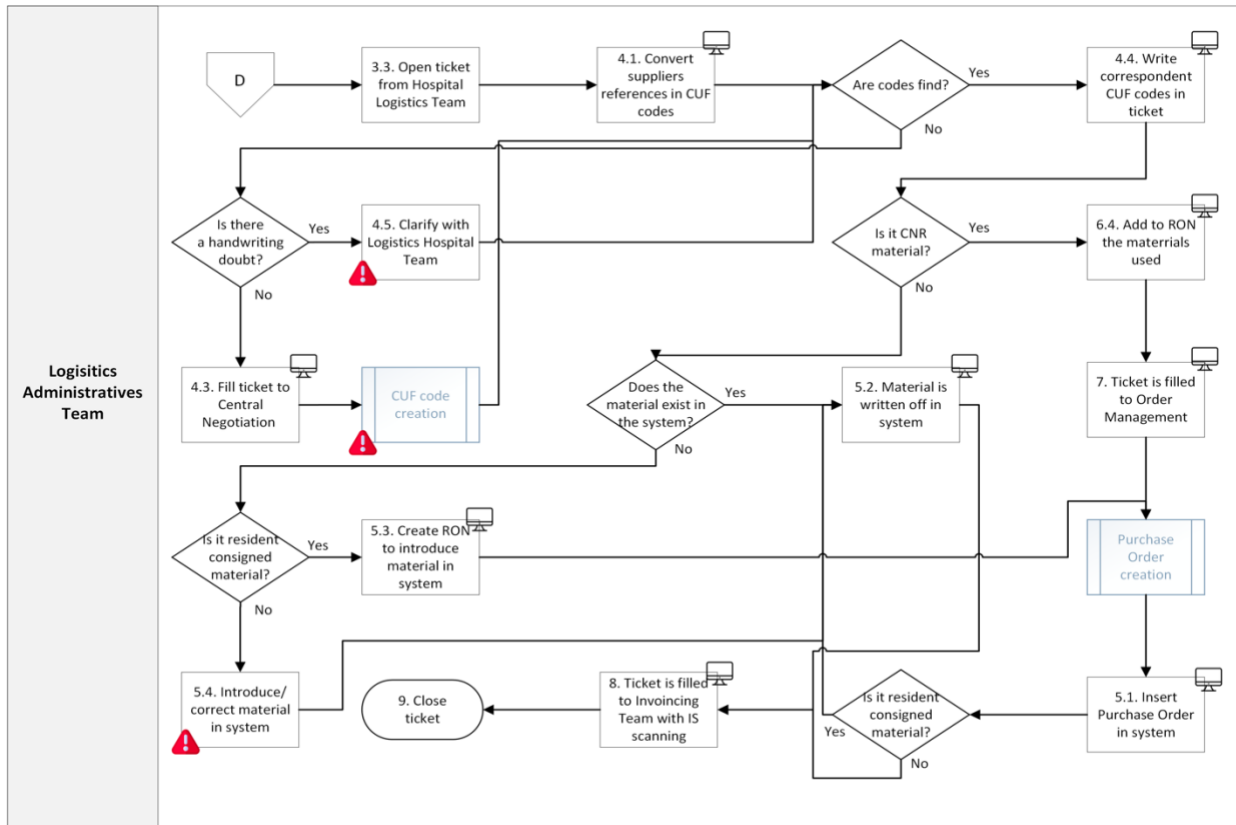 Logisitics
Administratives
Team
D
3.3. Open ticket
from Hospital
Logistics Team
4.1. Convert
suppliers
references in CUF
codes
Are codes find?
Yes
No
4.4. Write
correspondent
CUF codes in
ticket
Is there
a handwriting
doubt?
Yes
No
4.5. Clarify with
Logistics Hospital
Team
Is it CNR
material?
Yes
No
6.4. Add to RON
the materrials
used
4.3. Fill ticket to
Central
Negotiation
CUF code
creation
Does the
material exist in
the system?
Yes
No
5.2. Material is
written off in
system
7. Ticket is filled
to Order
Management
Is it resident
consigned
material?
Yes
No
5.3. Create RON
to introduce
material in
system
Purchase
Order
creation
5.4. Introduce/
correct material
in system
9. Close
ticket
8. Ticket is filled
to Invoincing
Team with IS
scanning
Is it resident
consigned
material?
Yes
No
5.1. Insert
Purchase Order
in system